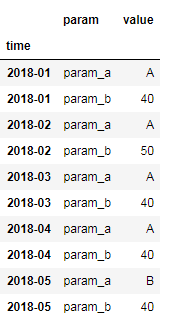 param value
time
2018-01 param_a A
2018-01 param_b 40
2018-02 param_a A
2018-02 param_b 50
2018-03 param_a A
2018-03 param_b 40
2018-04 param_a A
2018-04 param_b 40
2018-05 param_a B
2018-05 param_b 40